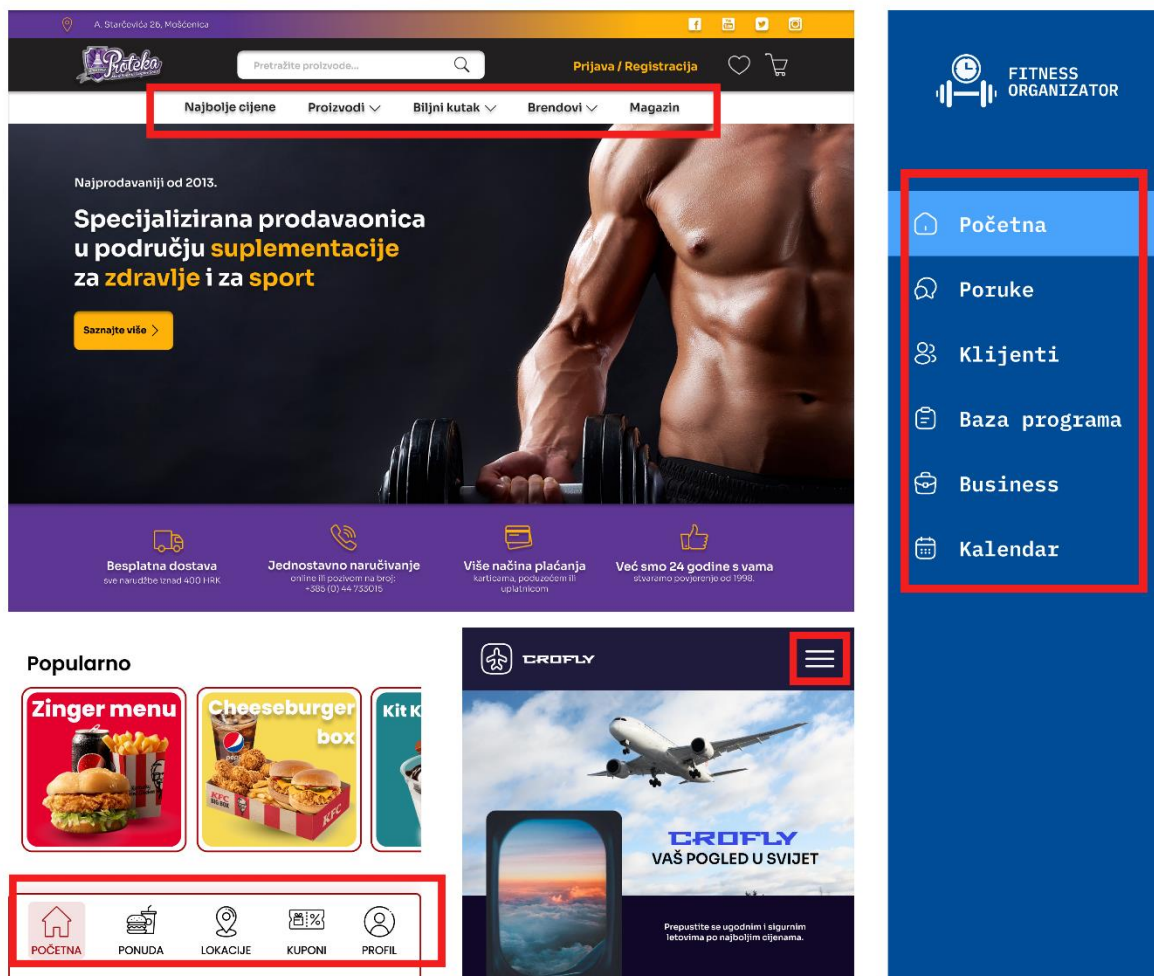 A. Starčevića 26, Mošćenica
Proteka
Pretražite proizvode...
Prijava / Registracija
Najbolje cijene Proizvodi Biljni kutak Brendovi Magazin
Najprodavaniji od 2013.
Specijalizirana prodavaonica
u području suplementacije
za zdravlje i za sport
Saznajte više
Besplatna dostava
sve narudžbe iznad 400 HRK
Jednostavno naručivanje
online ili pozivom na broj:
+385 (0) 44 733015
Više načina plaćanja
karticama, poduzećem ili
uplatnicom
Već smo 24 godine s vama
stvaramo povjerenje od 1998.
FITNESS
ORGANIZATOR
Početna
Poruke
Klijenti
Baza programa
Business
Kalendar
Popularno
Zinger menu
Cheeseburger
box
Kit K
pepsi
KFC
BIG BOX
KFC
POČETNA PONUDA LOKACIJE KUPONI PROFIL
CROFLY
CROFLY
VAŠ POGLED U SVIJET
Prepustite se ugodnim i sigurnim
letovima po najboljim cijenama.